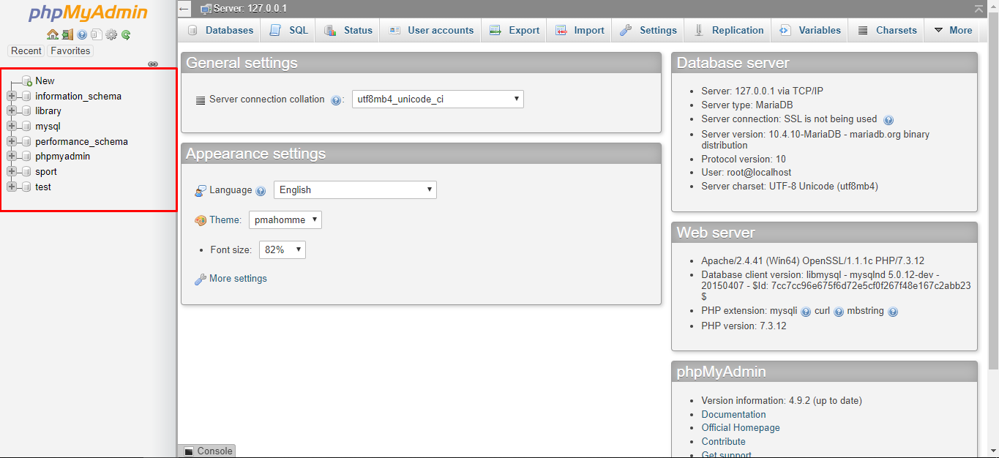 phpMyAdmin
Recent Favorites
New
information_schema
library
mysql
performance_schema
phpmyadmin
sport
test
Server: 127.0.0.1
Databases SQL Status User accounts Export Import Settings Replication Variables Charsets More
General settings
Server connection collation : utf8mb4_unicode_ci
Appearance settings
Language English
Theme: pmahomme
Font size: 82%
More settings
Database server
Server: 127.0.0.1 via TCP/IP
Server type: MariaDB
Server connection: SSL is not being used
Server version: 10.4.10-MariaDB - mariadb.org binary
distribution
Protocol version: 10
User: root@localhost
Server charset: UTF-8 Unicode (utf8mb4)
Web server
Apache/2.4.41 (Win64) OpenSSL/1.1.1c PHP/7.3.12
Database client version: libmysql - mysqlnd 5.0.12-dev -
20150407 - $Id: 7cc7cc96e675f6d72e5cf0f267f48e167c2abb23
$
PHP extension: mysqli curl mbstring
PHP version: 7.3.12
phpMyAdmin
Version information: 4.9.2 (up to date)
Documentation
Official Homepage
Contribute
Get support
Console